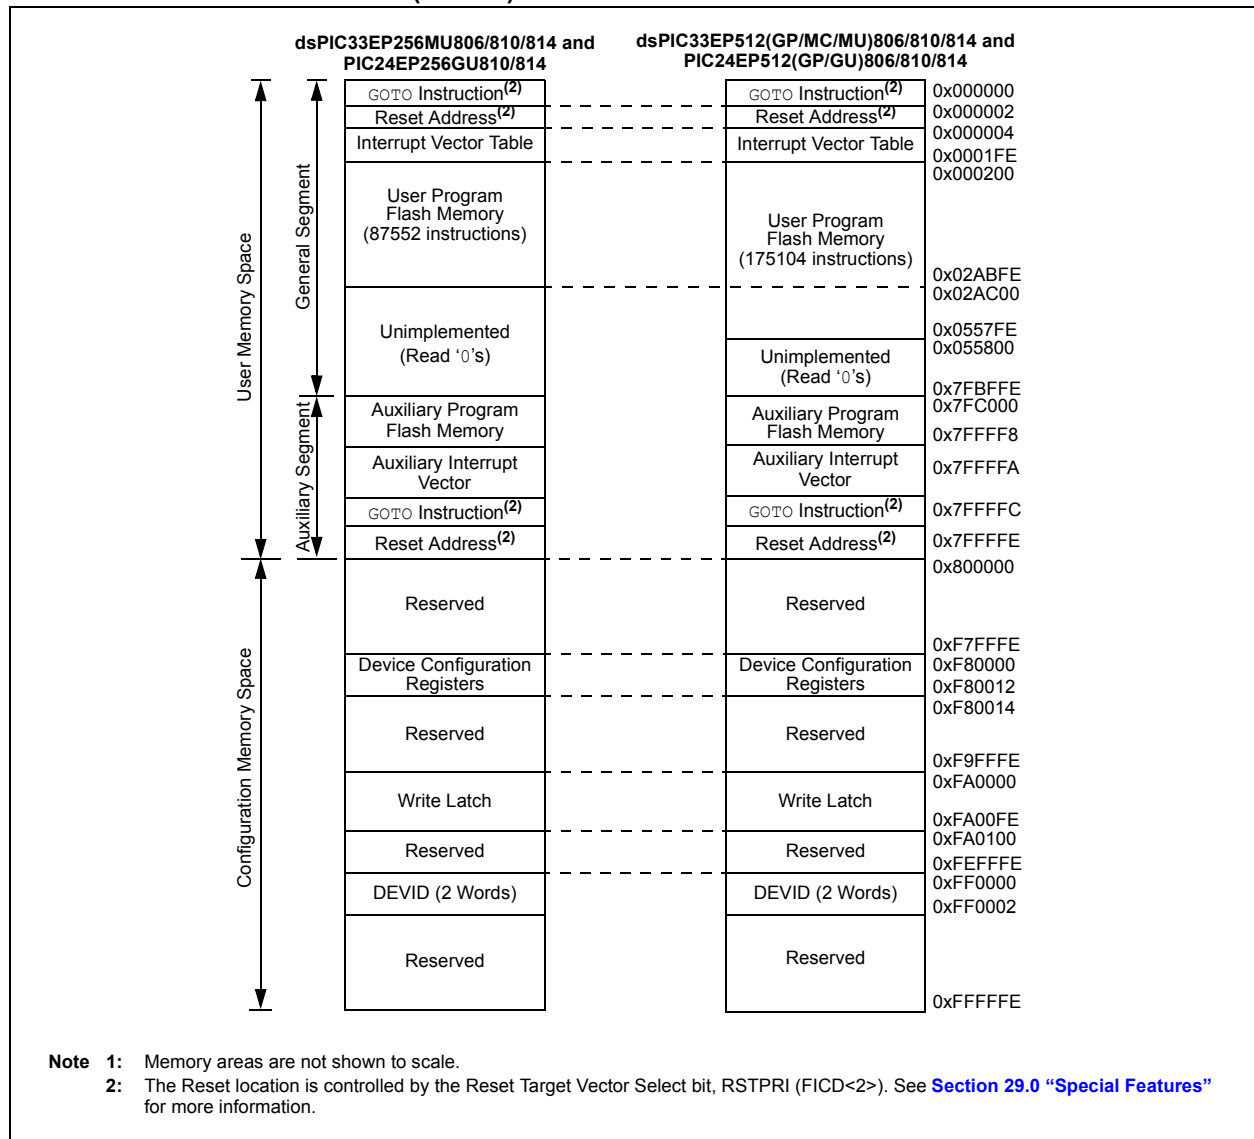 dsPIC33EP256MU806/810/814 and
PIC24EP256GU810/814
dsPIC33EP512(GP/MC/MU)806/810/814 and
PIC24EP512(GP/GU)806/810/814
User Memory Space
General Segment
Auxiliary Segment
Configuration Memory Space
GOTO Instruction(2)
Reset Address(2)
Interrupt Vector Table
User Program
Flash Memory
(87552 instructions)
Unimplemented
(Read ‘0’s)
Auxiliary Program
Flash Memory
Auxiliary Interrupt
Vector
GOTO Instruction(2)
Reset Address(2)
Reserved
Device Configuration
Registers
Reserved
Write Latch
Reserved
DEVID (2 Words)
Reserved
GOTO Instruction(2)
Reset Address(2)
Interrupt Vector Table
User Program
Flash Memory
(175104 instructions)
Unimplemented
(Read ‘0’s)
Auxiliary Program
Flash Memory
Auxiliary Interrupt
Vector
GOTO Instruction(2)
Reset Address(2)
Reserved
Device Configuration
Registers
Reserved
Write Latch
Reserved
DEVID (2 Words)
Reserved
0x000000
0x000002
0x000004
0x0001FE
0x000200
0x02ABFE
0x02AC00
0x0557FE
0x055800
0x7FBFFE
0x7FC000
0x7FFFF8
0x7FFFFA
0x7FFFFC
0x7FFFFE
0x800000
0xF7FFFE
0xF80000
0xF80012
0xF80014
0xF9FFFE
0xFA0000
0xFA00FE
0xFA0100
0xFEFFFE
0xFF0000
0xFF0002
0xFFFFFE
Note 1: Memory areas are not shown to scale.
2: The Reset location is controlled by the Reset Target Vector Select bit, RSTPRI (FICD<2>). See Section 29.0 “Special Features”
for more information.